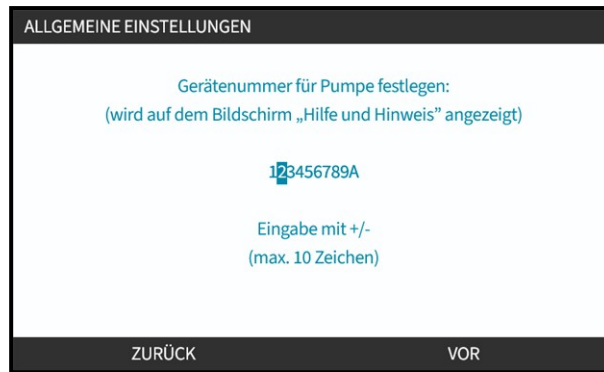 ALLGEMEINE EINSTELLUNGEN
Gerätenummer für Pumpe festlegen:
(wird auf dem Bildschirm „Hilfe und Hinweis” angezeigt)
123456789A
Eingabe mit +/-
(max. 10 Zeichen)
ZURÜCK VOR